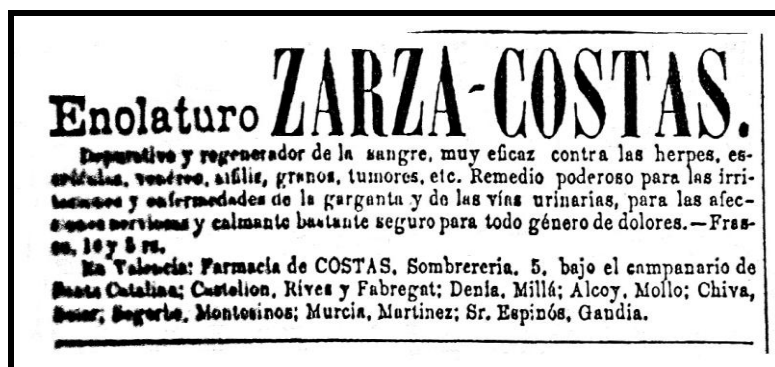 Enolaturo ZARZA-COSTAS.
Depurativo y regenerador de la sangre, muy eficaz contra las herpes, es-
crófulas, venéreo, sífilis, granos, tumores, etc. Remedio poderoso para las irri-
taciones y enfermedades de la garganta y de las vías urinarias, para las afec-
ciones nerviosas y calmante bastante seguro para todo género de dolores.—Fras-
co, 10 y 5 rs.
En Valencia: Farmacia de COSTAS, Sombrereria, 5, bajo el campanario de
Santa Catalina; Castellon, Rives y Fabregat; Denia, Millá; Alcoy, Mollo; Chiva,
Segorbe, Montesinos; Murcia, Martinez; Sr. Espinós, Gandia.